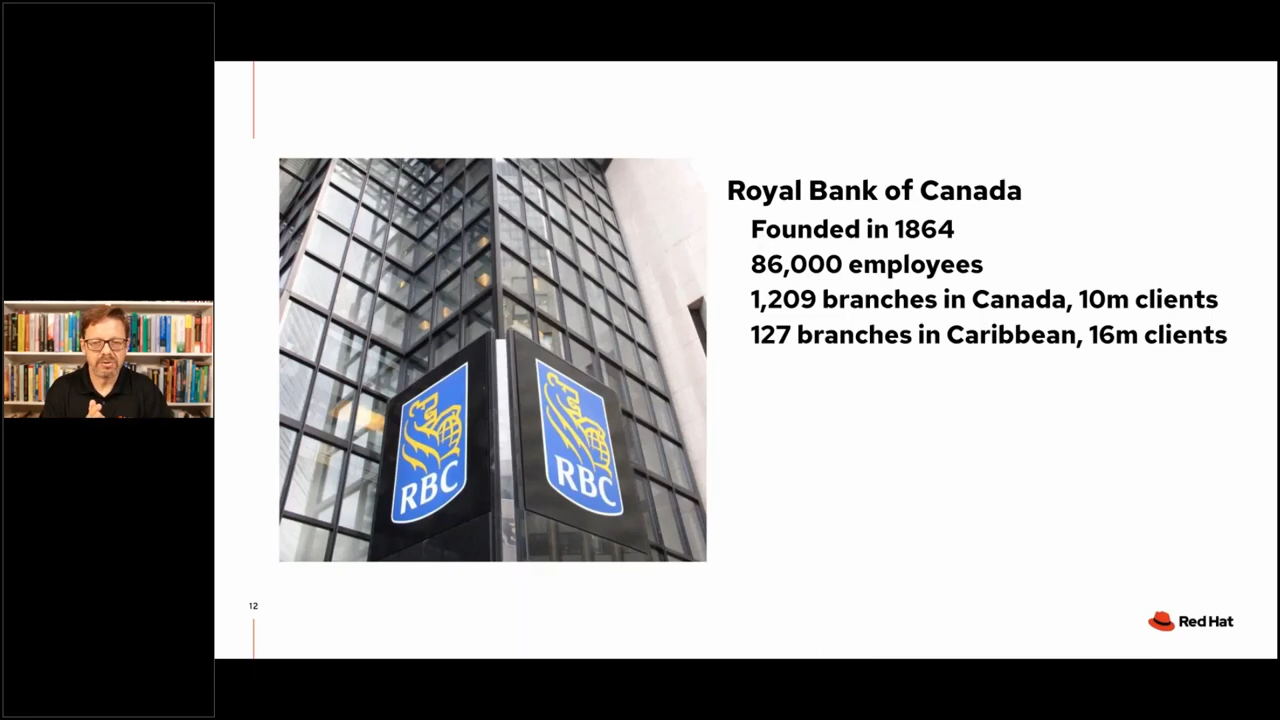 Royal Bank of Canada
Founded in 1864
86,000 employees
1,209 branches in Canada, 10m clients
127 branches in Caribbean, 16m clients
RBC
RBC
12
Red Hat